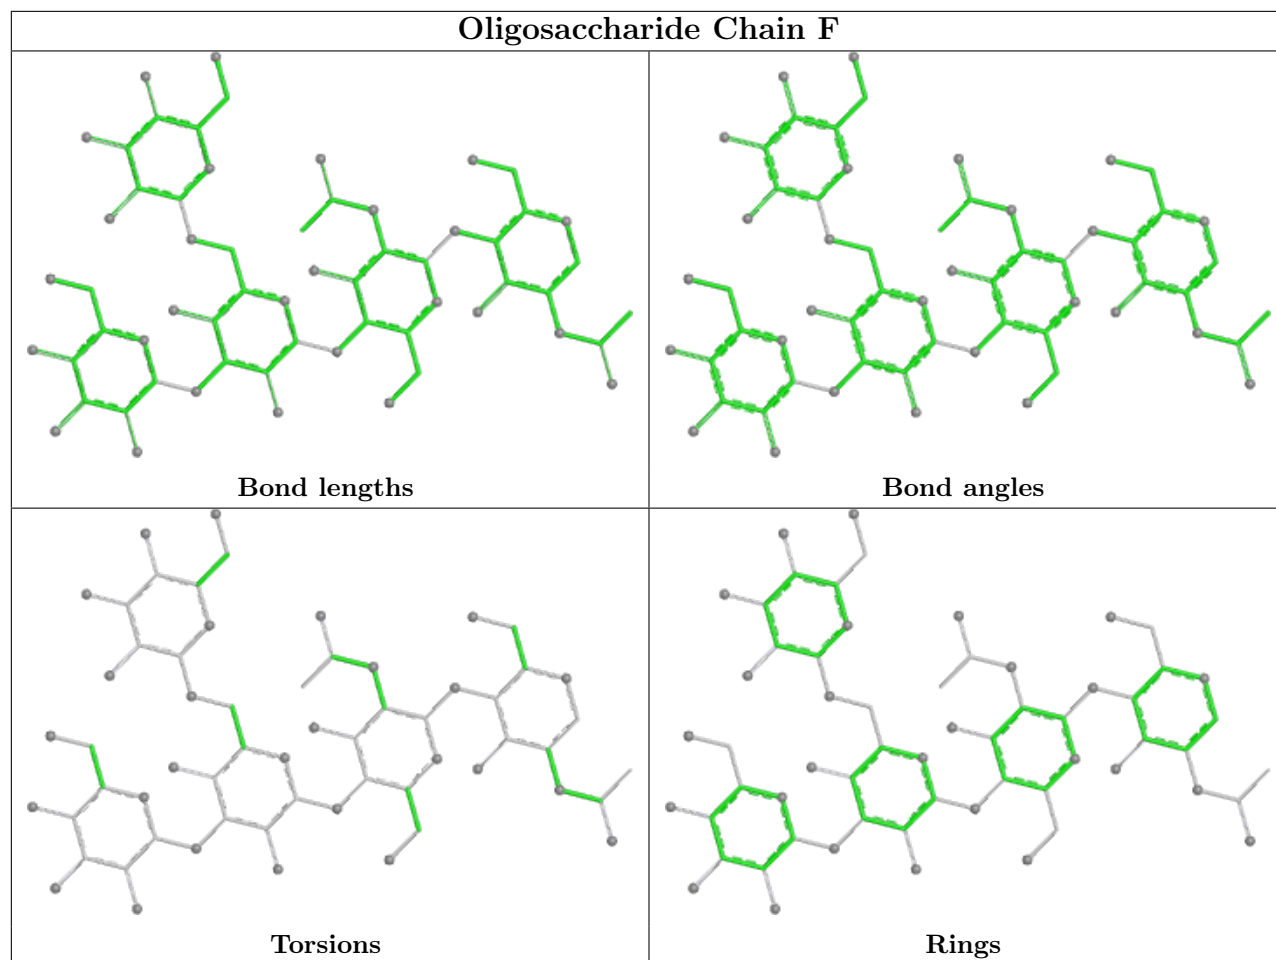 Oligosaccharide Chain F
Bond lengths
Bond angles
Torsions
Rings